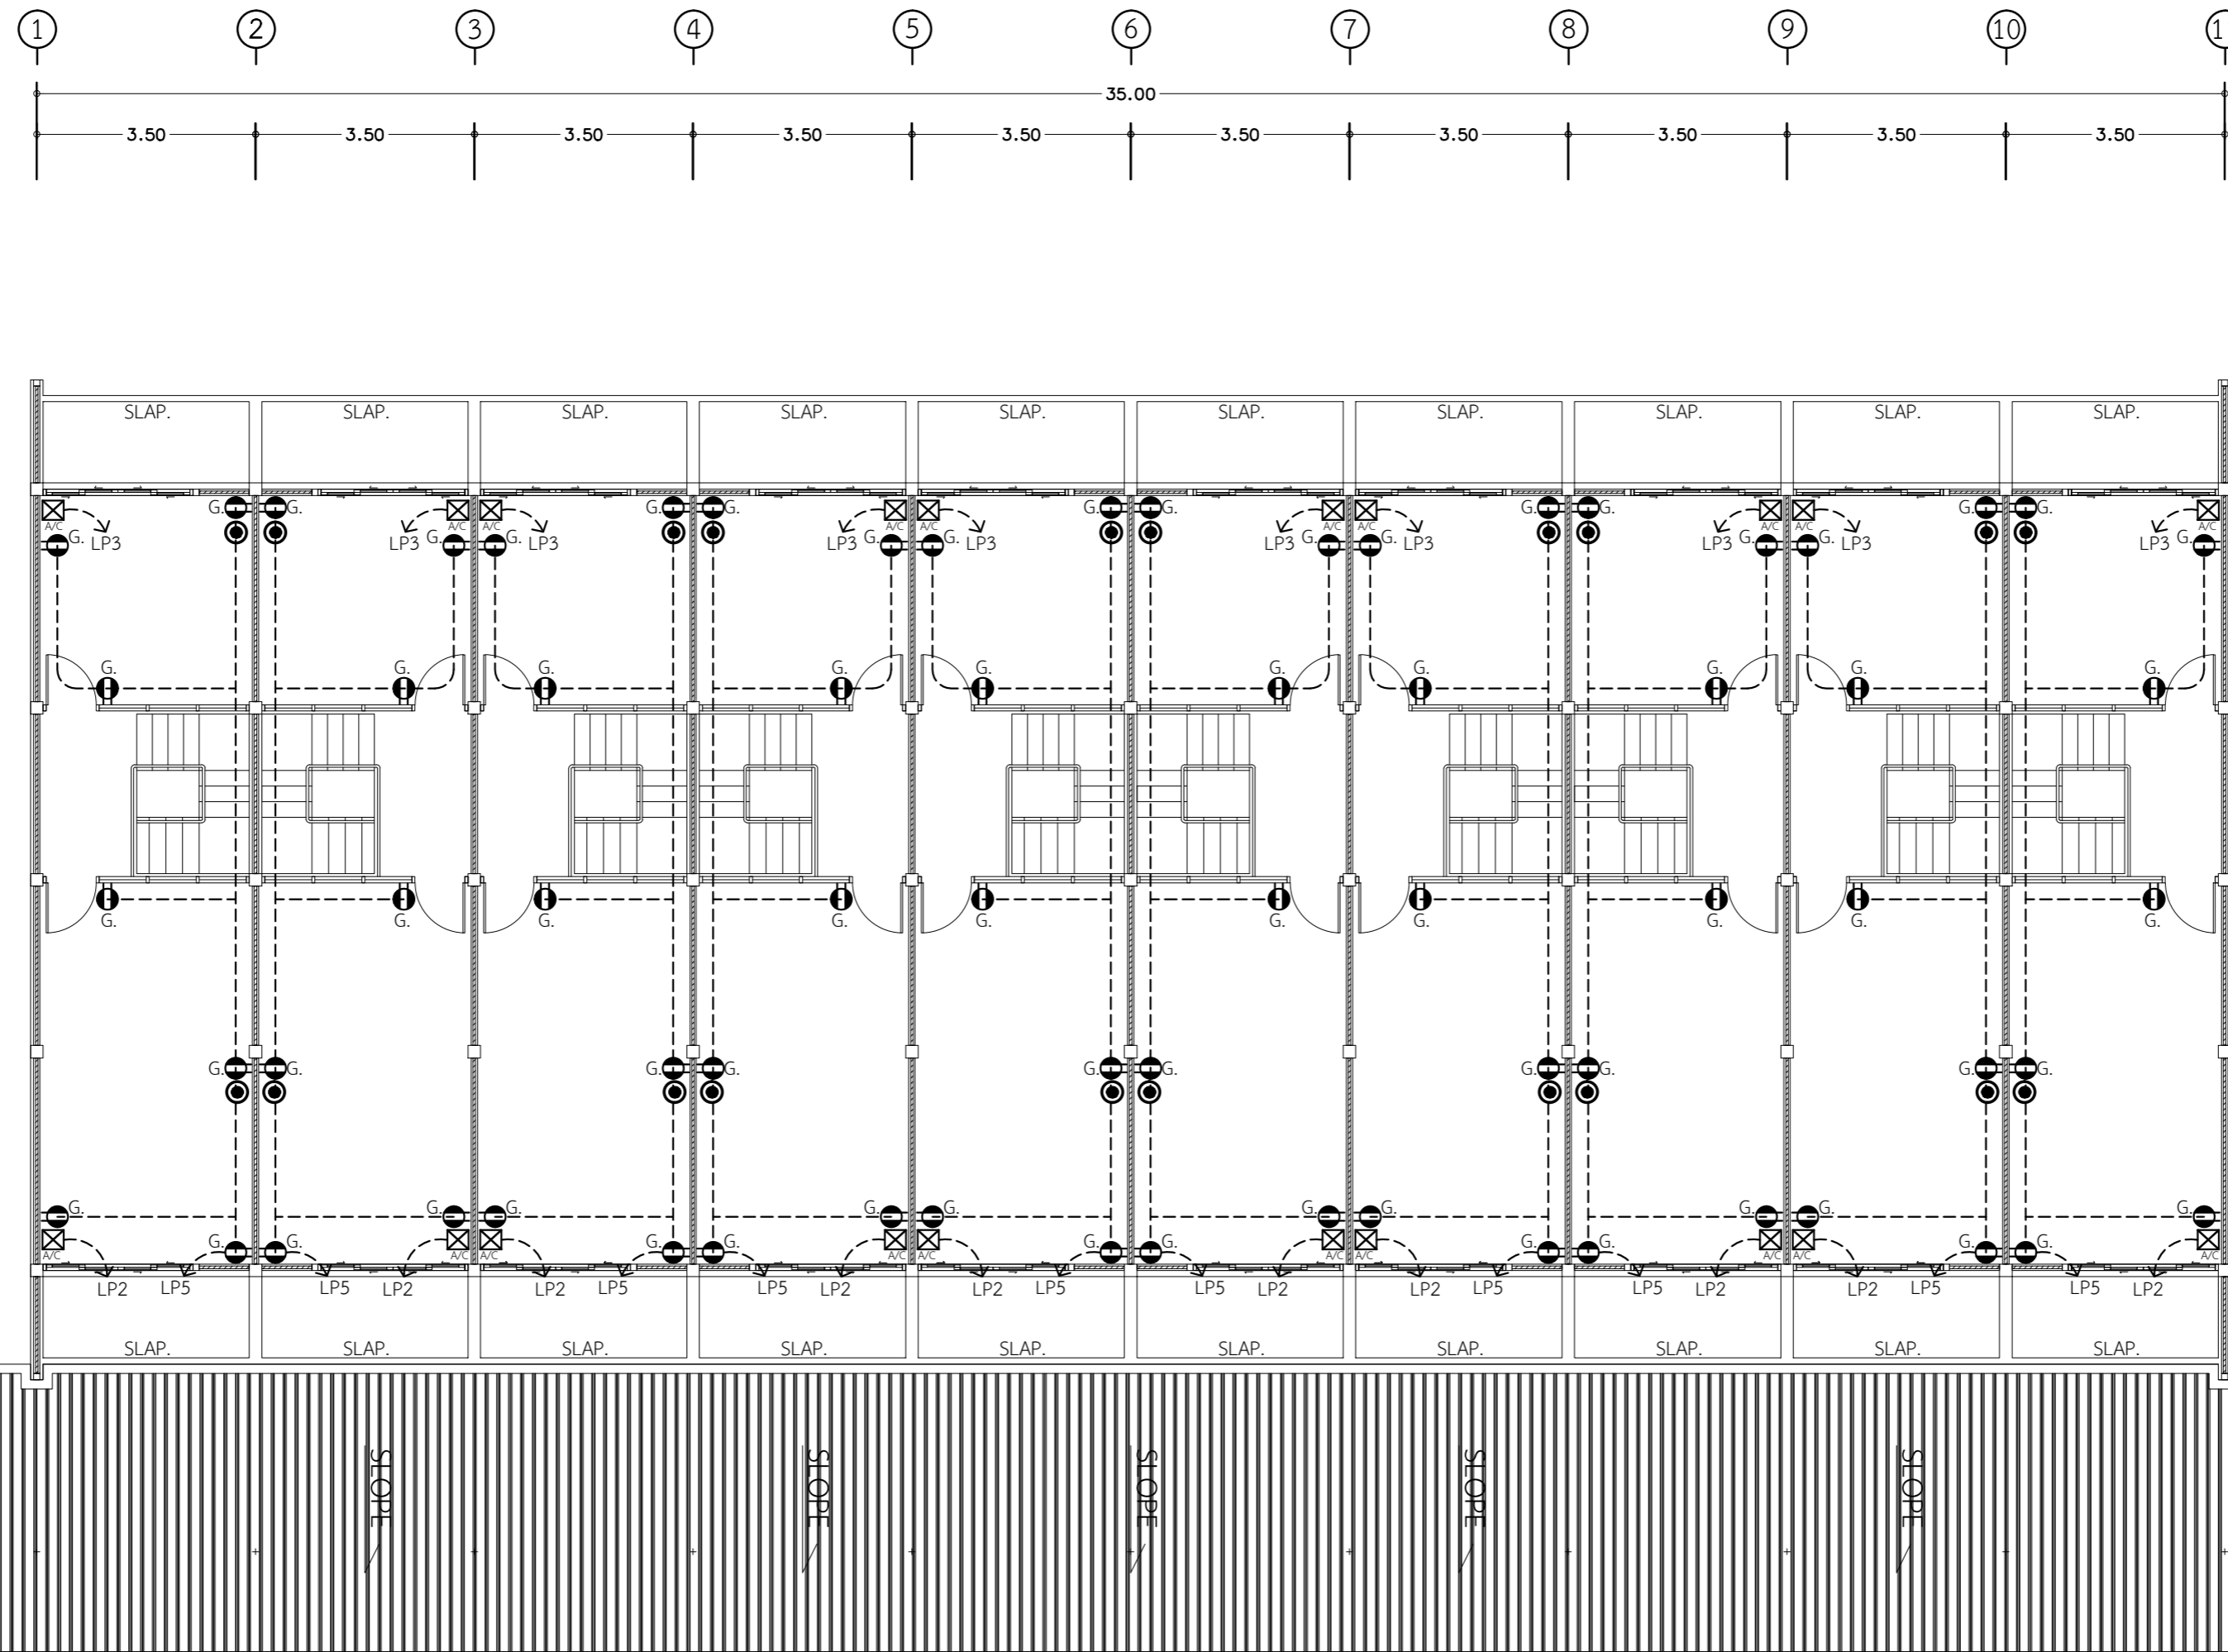 1 2 3 4 5 6 7 8 9 10
35.00
3.50 3.50 3.50 3.50 3.50 3.50 3.50 3.50 3.50 3.50
SLAP. SLAP. SLAP. SLAP. SLAP. SLAP. SLAP. SLAP. SLAP. SLAP.
G. G. G. G. G. G. G. G. G. G.
A/C A/C A/C A/C A/C A/C A/C A/C A/C A/C
G. LP3 LP3 G. G. LP3 LP3 G. G. LP3 LP3 G. G. LP3 LP3 G. G. LP3 LP3 G.
G. G. G. G. G. G. G. G. G. G.
G. G. G. G. G. G. G. G. G. G.
G. G. G. G. G. G. G. G. G. G.
G. G. G. G. G. G. G. G. G. G.
G. G. G. G. G. G. G. G. G. G.
A/C A/C A/C A/C A/C A/C A/C A/C A/C A/C
LP2 LP5 LP5 LP2 LP2 LP5 LP5 LP2 LP2 LP5 LP5 LP2 LP2 LP5 LP5 LP2 LP2 LP5 LP5 LP2
SLAP. SLAP. SLAP. SLAP. SLAP. SLAP. SLAP. SLAP. SLAP. SLAP.
SLOPE SLOPE SLOPE SLOPE SLOPE